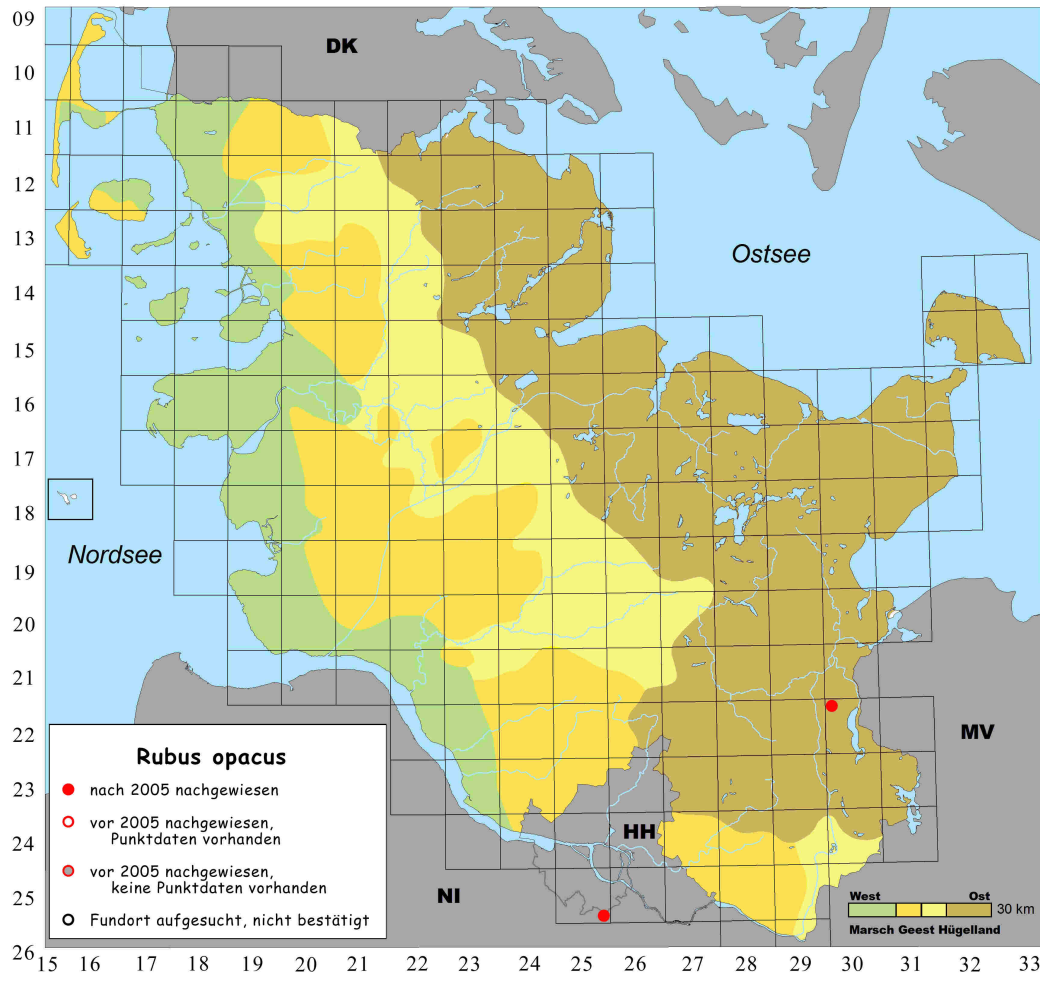 09
10
11
12
13
14
15
16
17
18
19
20
21
22
23
24
25
26
DK
Ostsee
Nordsee
MV
HH
NI
Rubus opacus
nach 2005 nachgewiesen
vor 2005 nachgewiesen,
Punktdaten vorhanden
vor 2005 nachgewiesen,
keine Punktdaten vorhanden
Fundort aufgesucht, nicht bestätigt
West Ost
30 km
Marsch Geest Hügelland
15 16 17 18 19 20 21 22 23 24 25 26 27 28 29 30 31 32 33